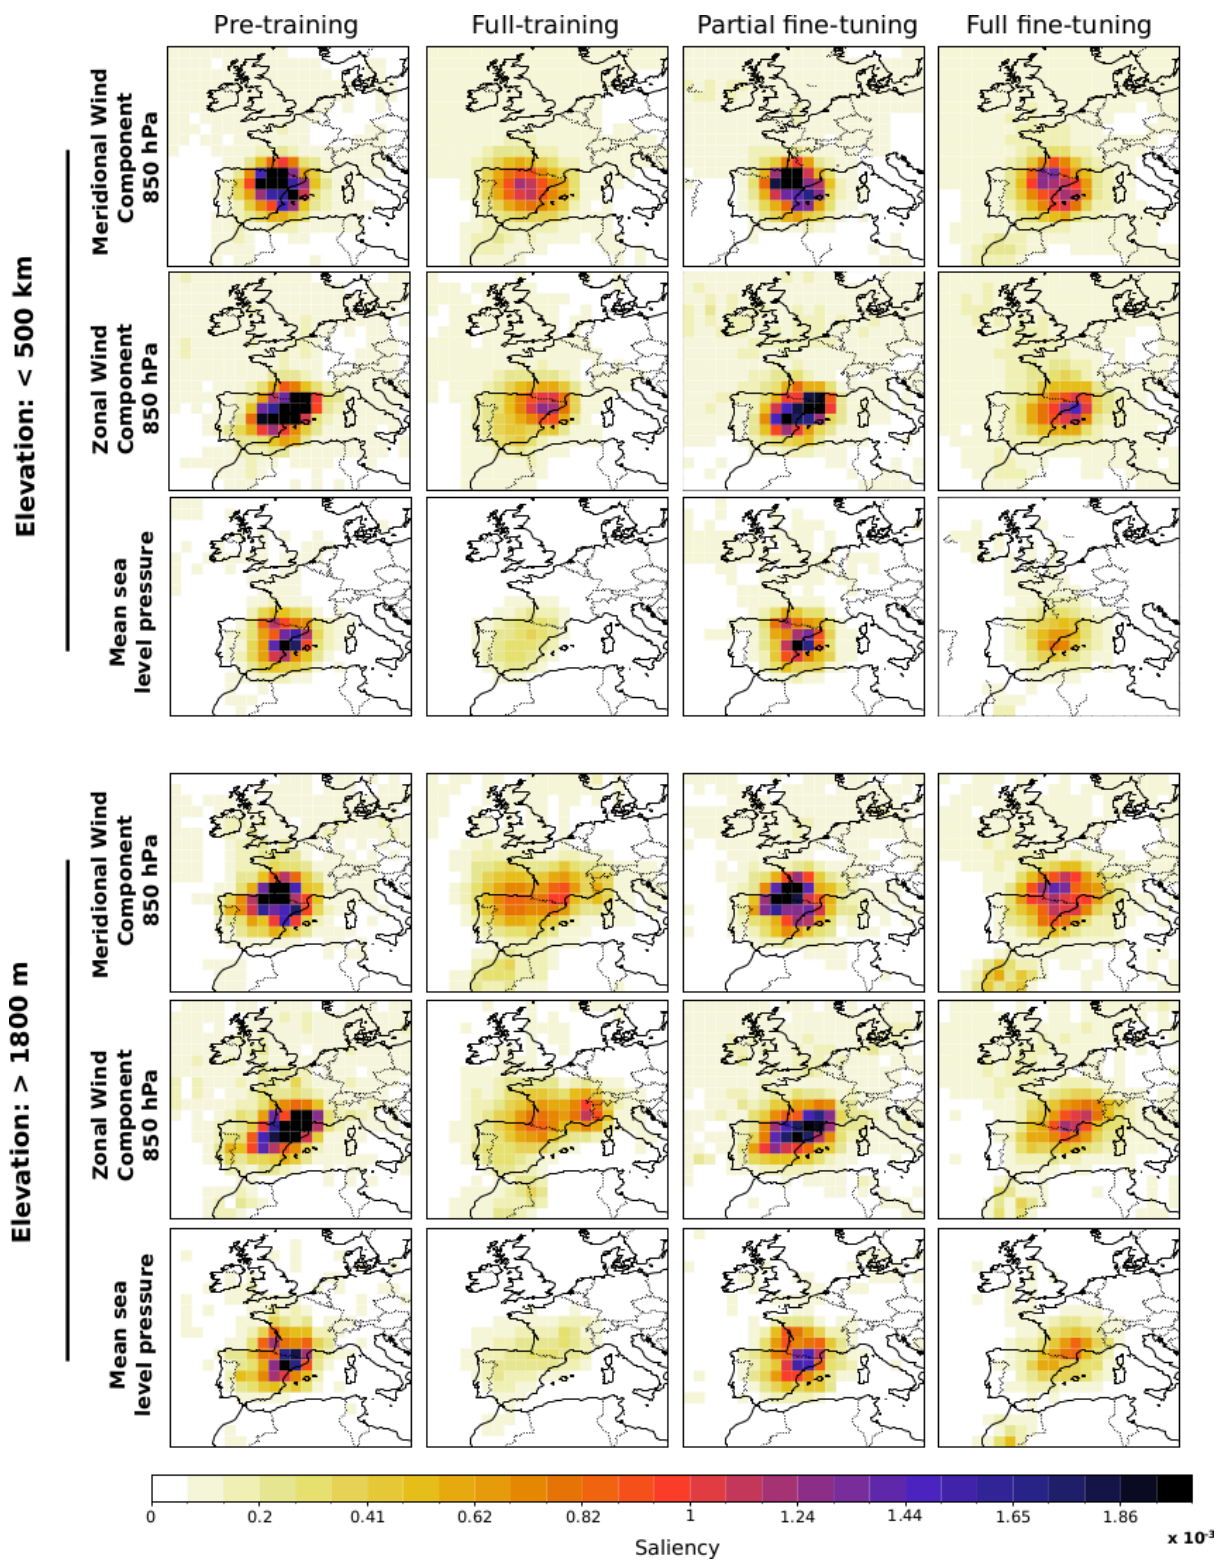 Pre-training Full-training Partial fine-tuning Full fine-tuning
Elevation: < 500 km
Meridional Wind
Component
850 hPa
Zonal Wind
Component
850 hPa
Mean sea
level pressure
Elevation: > 1800 m
Meridional Wind
Component
850 hPa
Zonal Wind
Component
850 hPa
Mean sea
level pressure
0 0.2 0.41 0.62 0.82 1 1.24 1.44 1.65 1.86
x 10⁻³
Saliency